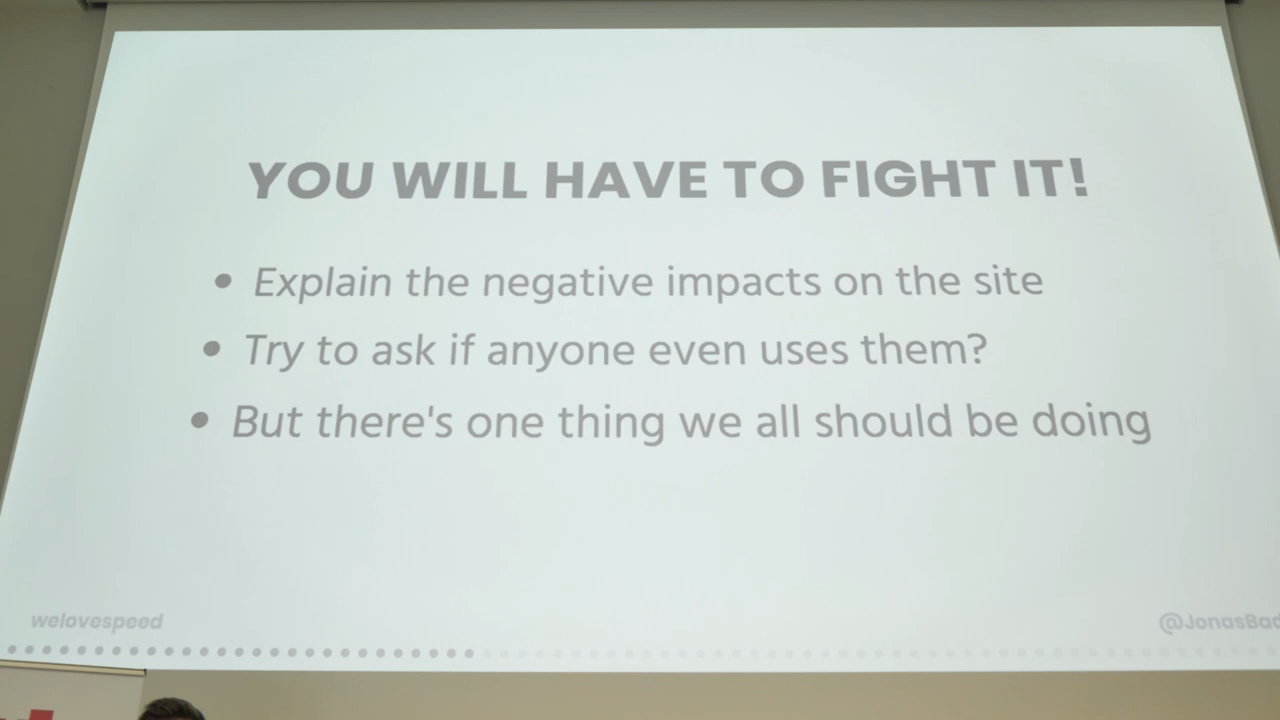 YOU WILL HAVE TO FIGHT IT!
• Explain the negative impacts on the site
• Try to ask if anyone even uses them?
• But there's one thing we all should be doing
welovespeed
@JonasBad